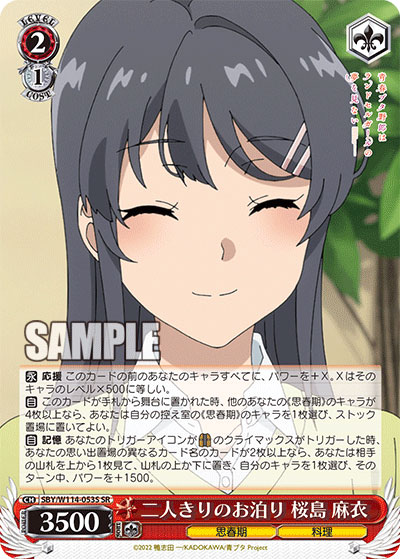 LEVEL
2
1
COST
青春ブタ野郎は
ランドセルガールの
夢を見ない
SAMPLE
永 応援 このカードの前のあなたのキャラすべてに、パワーを+X。Xはそ
のキャラのレベル×500に等しい。
自 このカードが手札から舞台に置かれた時、他のあなたの《思春期》のキャラが
4枚以上なら、あなたは自分の控え室の《思春期》のキャラを1枚選び、ストック
置場に置いてよい。
自 記憶 あなたのトリガーアイコンが のクライマックスがトリガーした時、
あなたの思い出置場の異なるカード名のカードが2枚以上なら、あなたは相手
の山札を上から1枚見て、山札の上か下に置き、自分のキャラを1枚選び、そ
のターン中、パワーを+1500。
CH SBY/W114-053S SR
3500
二人きりのお泊り 桜島 麻衣
思春期
料理
©2022 鴨志田 一/KADOKAWA/青ブタ Project